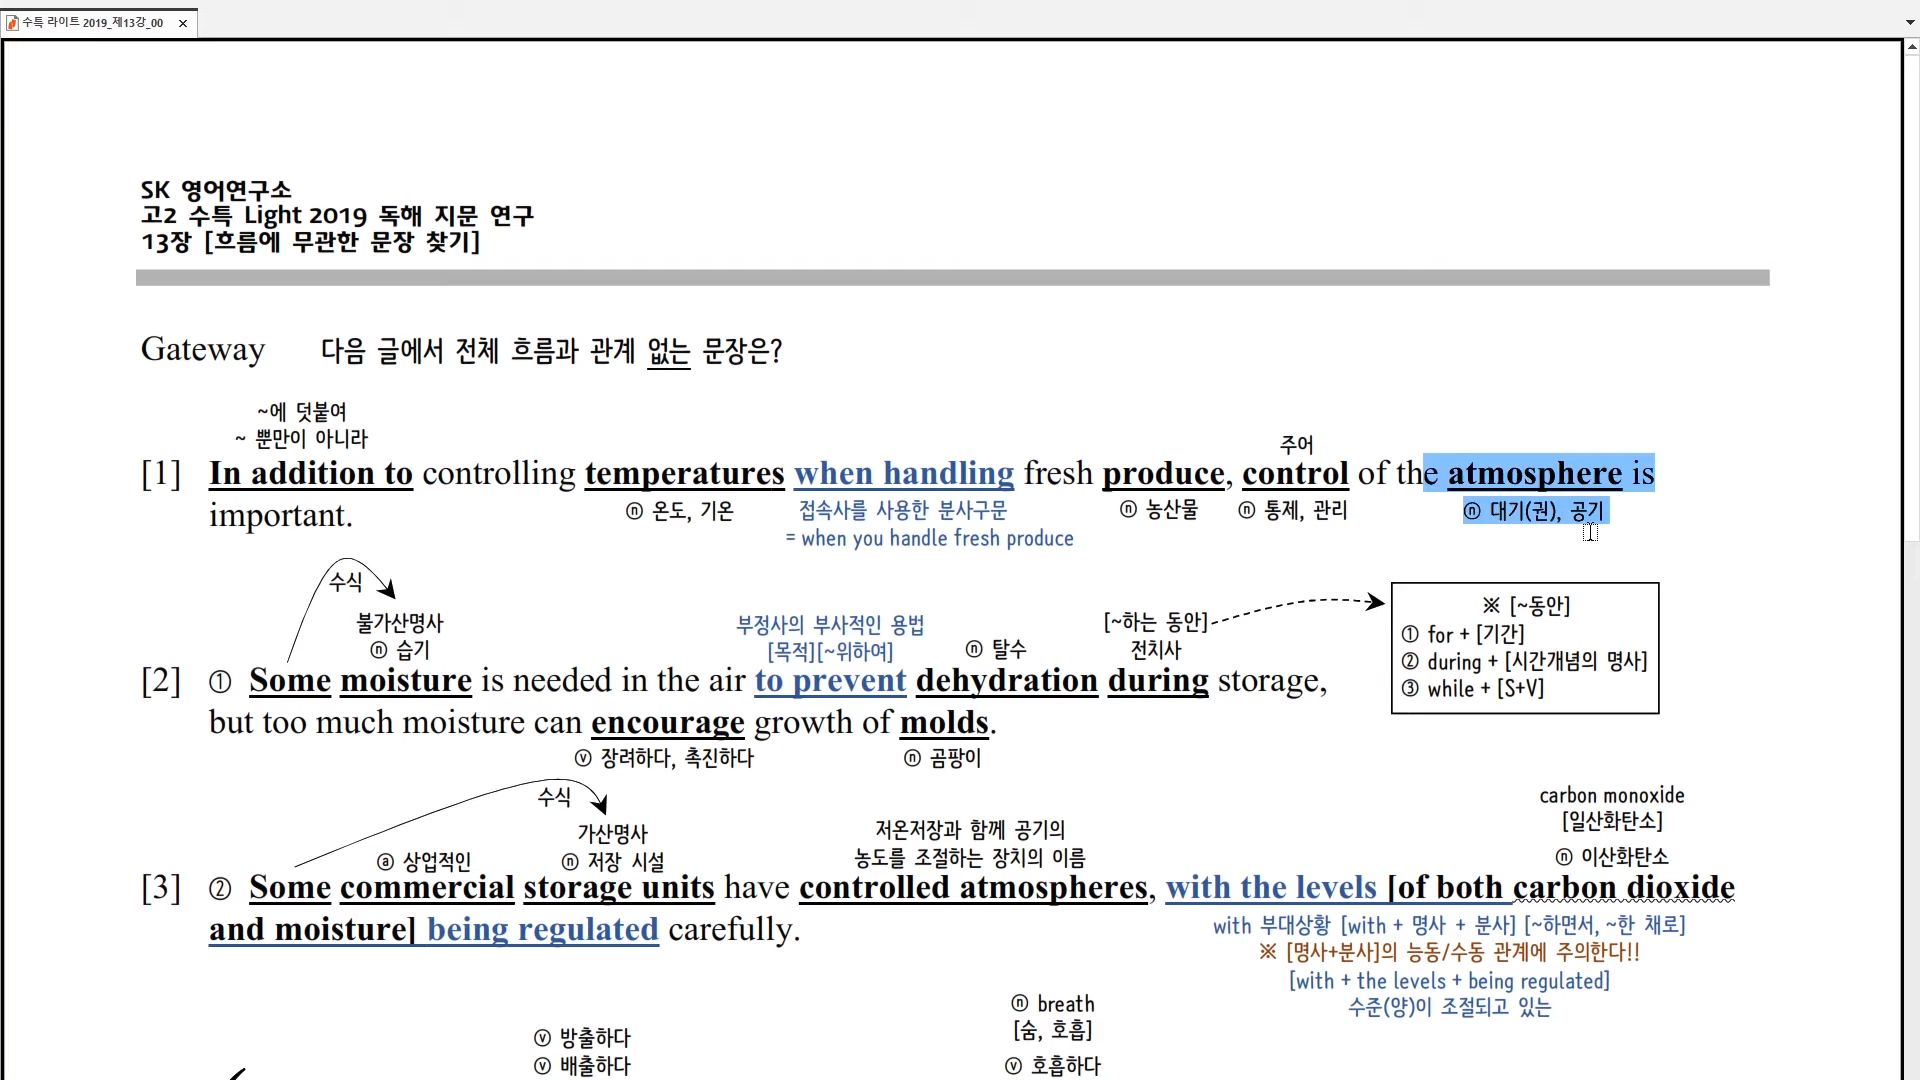 수특 라이트 2019_제13강_00
SK 영어연구소
고2 수특 Light 2019 독해 지문 연구
13장 [흐름에 무관한 문장 찾기]
Gateway 다음 글에서 전체 흐름과 관계 없는 문장은?
~에 덧붙여
~ 뿐만이 아니라
주어
[1] In addition to controlling temperatures when handling fresh produce, control of the atmosphere is
ⓝ 온도, 기온 접속사를 사용한 분사구문 ⓝ 농산물 ⓝ 통제, 관리 ⓝ 대기(권), 공기
important.
= when you handle fresh produce
수식
불가산명사
ⓝ 습기
부정사의 부사적인 용법
[목적][~위하여]
ⓝ 탈수
[~하는 동안]
전치사
※ [~동안]
① for + [기간]
② during + [시간개념의 명사]
③ while + [S+V]
[2] ① Some moisture is needed in the air to prevent dehydration during storage,
but too much moisture can encourage growth of molds.
ⓥ 장려하다, 촉진하다 ⓝ 곰팡이
수식
가산명사
ⓐ 상업적인 ⓝ 저장 시설
저온저장과 함께 공기의
농도를 조절하는 장치의 이름
carbon monoxide
[일산화탄소]
ⓝ 이산화탄소
[3] ② Some commercial storage units have controlled atmospheres, with the levels [of both carbon dioxide
and moisture] being regulated carefully.
with 부대상황 [with + 명사 + 분사] [~하면서, ~한 채로]
※ [명사+분사]의 능동/수동 관계에 주의한다!!
[with + the levels + being regulated]
수준(양)이 조절되고 있는
ⓥ 방출하다
ⓥ 배출하다
ⓝ breath
[숨, 호흡]
ⓥ 호흡하다